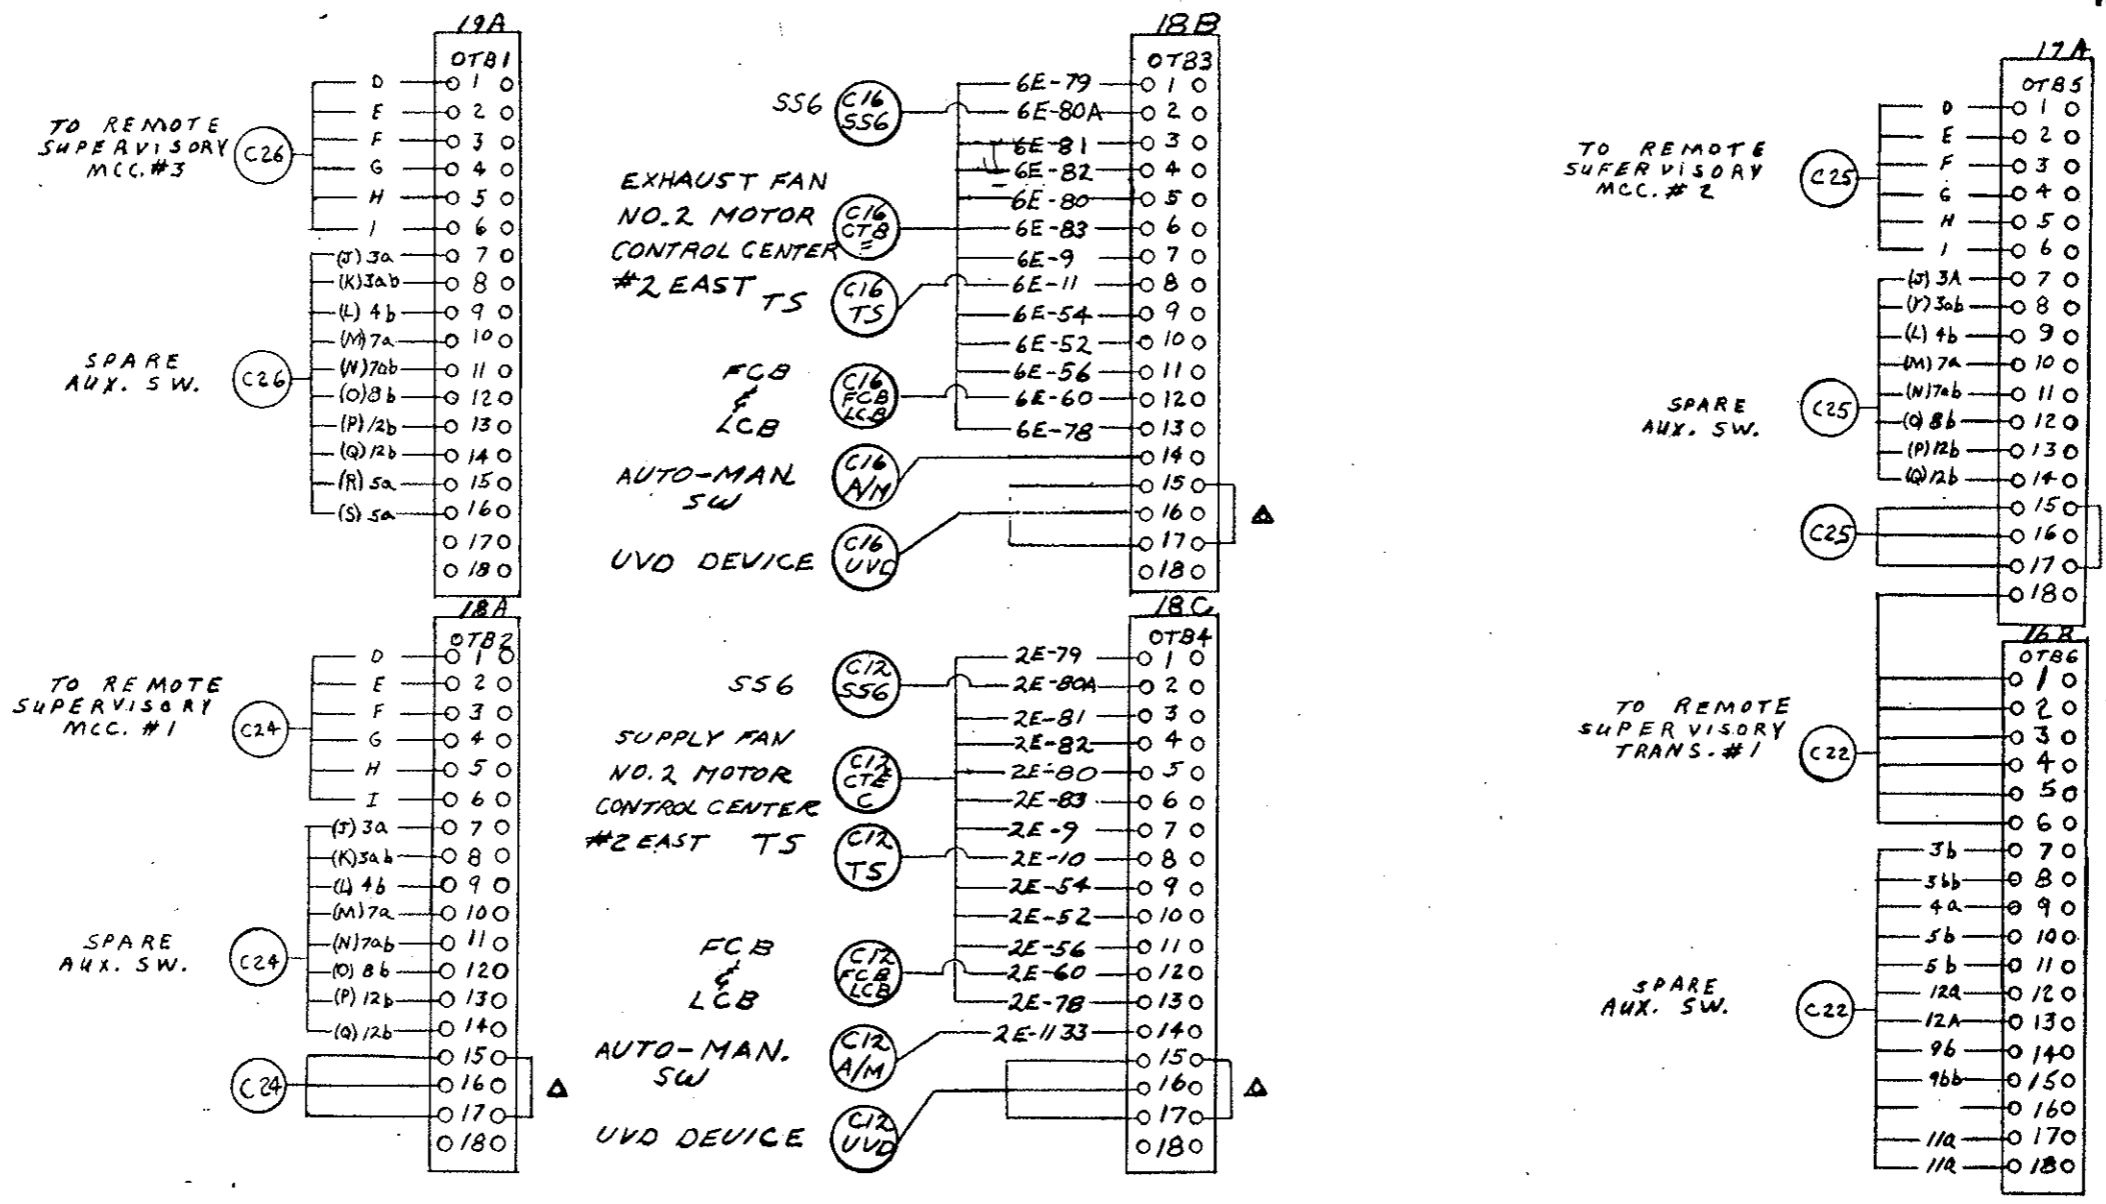 19A
OTB1
TO REMOTE
SUPERVISORY
MCC. #3
C26
D 1
E 2
F 3
G 4
H 5
I 6
(J) 3a 7
(K) 3ab 8
(L) 4b 9
(M) 7a 10
(N) 7ab 11
(O) 8b 12
(P) 12b 13
(Q) 12b 14
(R) 5a 15
(S) 5a 16
17
18
SPARE
AUX. SW.
C26
18A
OTB2
TO REMOTE
SUPERVISORY
MCC. #1
C24
D 1
E 2
F 3
G 4
H 5
I 6
(J) 3a 7
(K) 3ab 8
(L) 4b 9
(M) 7a 10
(N) 7ab 11
(O) 8b 12
(P) 12b 13
(Q) 12b 14
15
16
17
18
SPARE
AUX. SW.
C24
C24
18B
OTB3
SS6
C16
SS6
EXHAUST FAN
NO.2 MOTOR
CONTROL CENTER
#2 EAST TS
C16
CTB
C16
TS
FCB
&
LCB
C16
FCB
LCB
AUTO-MAN.
SW
C16
A/M
UVD DEVICE
C16
UVD
6E-79 1
6E-80A 2
6E-81 3
6E-82 4
6E-80 5
6E-83 6
6E-9 7
6E-11 8
6E-54 9
6E-52 10
6E-56 11
6E-60 12
6E-78 13
14
15
16
17
18
18C
OTB4
SS6
C12
SS6
SUPPLY FAN
NO.2 MOTOR
CONTROL CENTER
#2 EAST TS
C12
CTE
C
C12
TS
FCB
&
LCB
C12
FCB
LCB
AUTO-MAN.
SW
C12
A/M
UVD DEVICE
C12
UVD
2E-79 1
2E-80A 2
2E-81 3
2E-82 4
2E-80 5
2E-83 6
2E-9 7
2E-10 8
2E-54 9
2E-52 10
2E-56 11
2E-60 12
2E-78 13
2E-1133 14
15
16
17
18
17A
OTB5
TO REMOTE
SUFERVISORY
MCC. #2
C25
D 1
E 2
F 3
G 4
H 5
I 6
(J) 3A 7
(Y) 3ab 8
(L) 4b 9
(M) 7a 10
(N) 7ab 11
(O) 8b 12
(P) 12b 13
(Q) 12b 14
15
16
17
18
SPARE
AUX. SW.
C25
C25
OTB6
TO REMOTE
SUPERVISORY
TRANS. #1
C22
1
2
3
4
5
6
3b 7
3bb 8
4a 9
5b 10
5b 11
12a 12
12A 13
9b 14
9bb 15
16
11a 17
11a 18
SPARE
AUX. SW.
C22